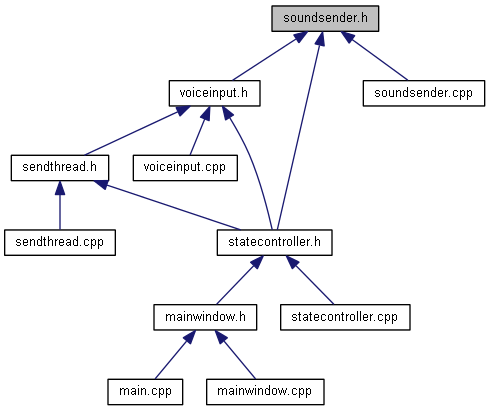 soundsender.h
voiceinput.h
soundsender.cpp
sendthread.h
voiceinput.cpp
sendthread.cpp
statecontroller.h
mainwindow.h
statecontroller.cpp
main.cpp
mainwindow.cpp